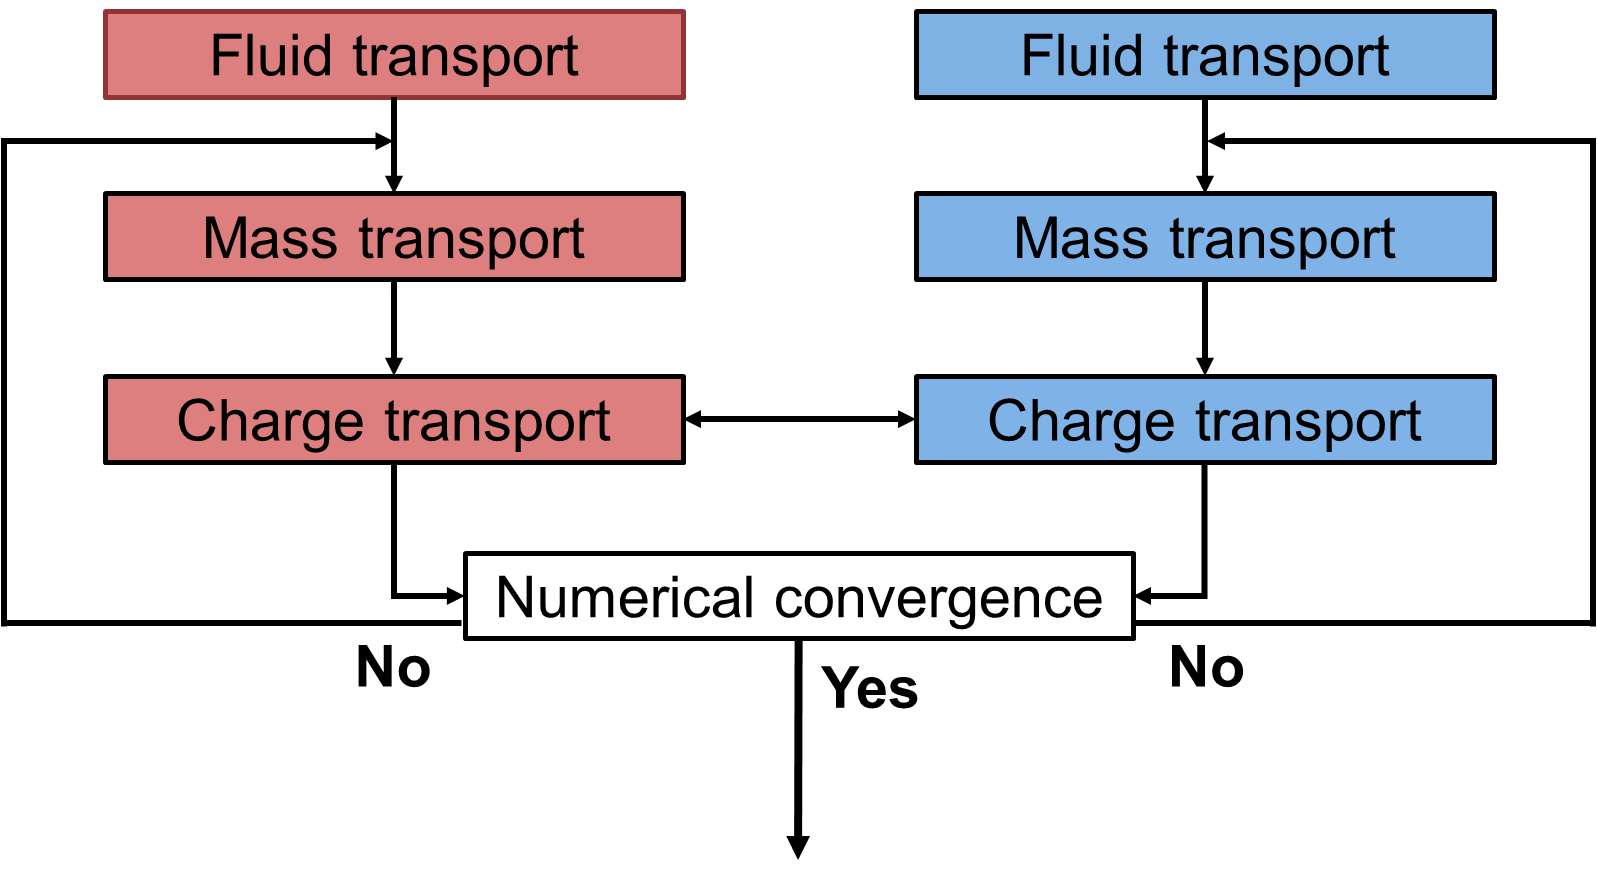 Fluid transport
Fluid transport
Mass transport
Mass transport
Charge transport
Charge transport
Numerical convergence
No
No
Yes